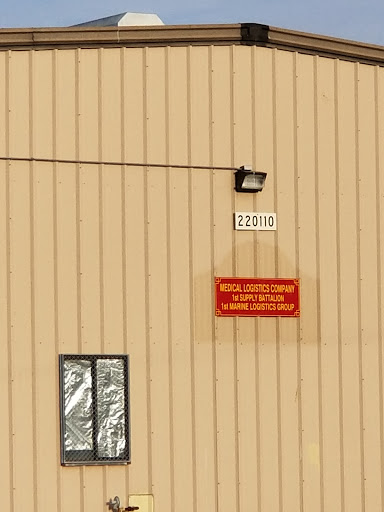 220110
MEDICAL LOGISTICS COMPANY
1st SUPPLY BATTALION
1st MARINE LOGISTICS GROUP